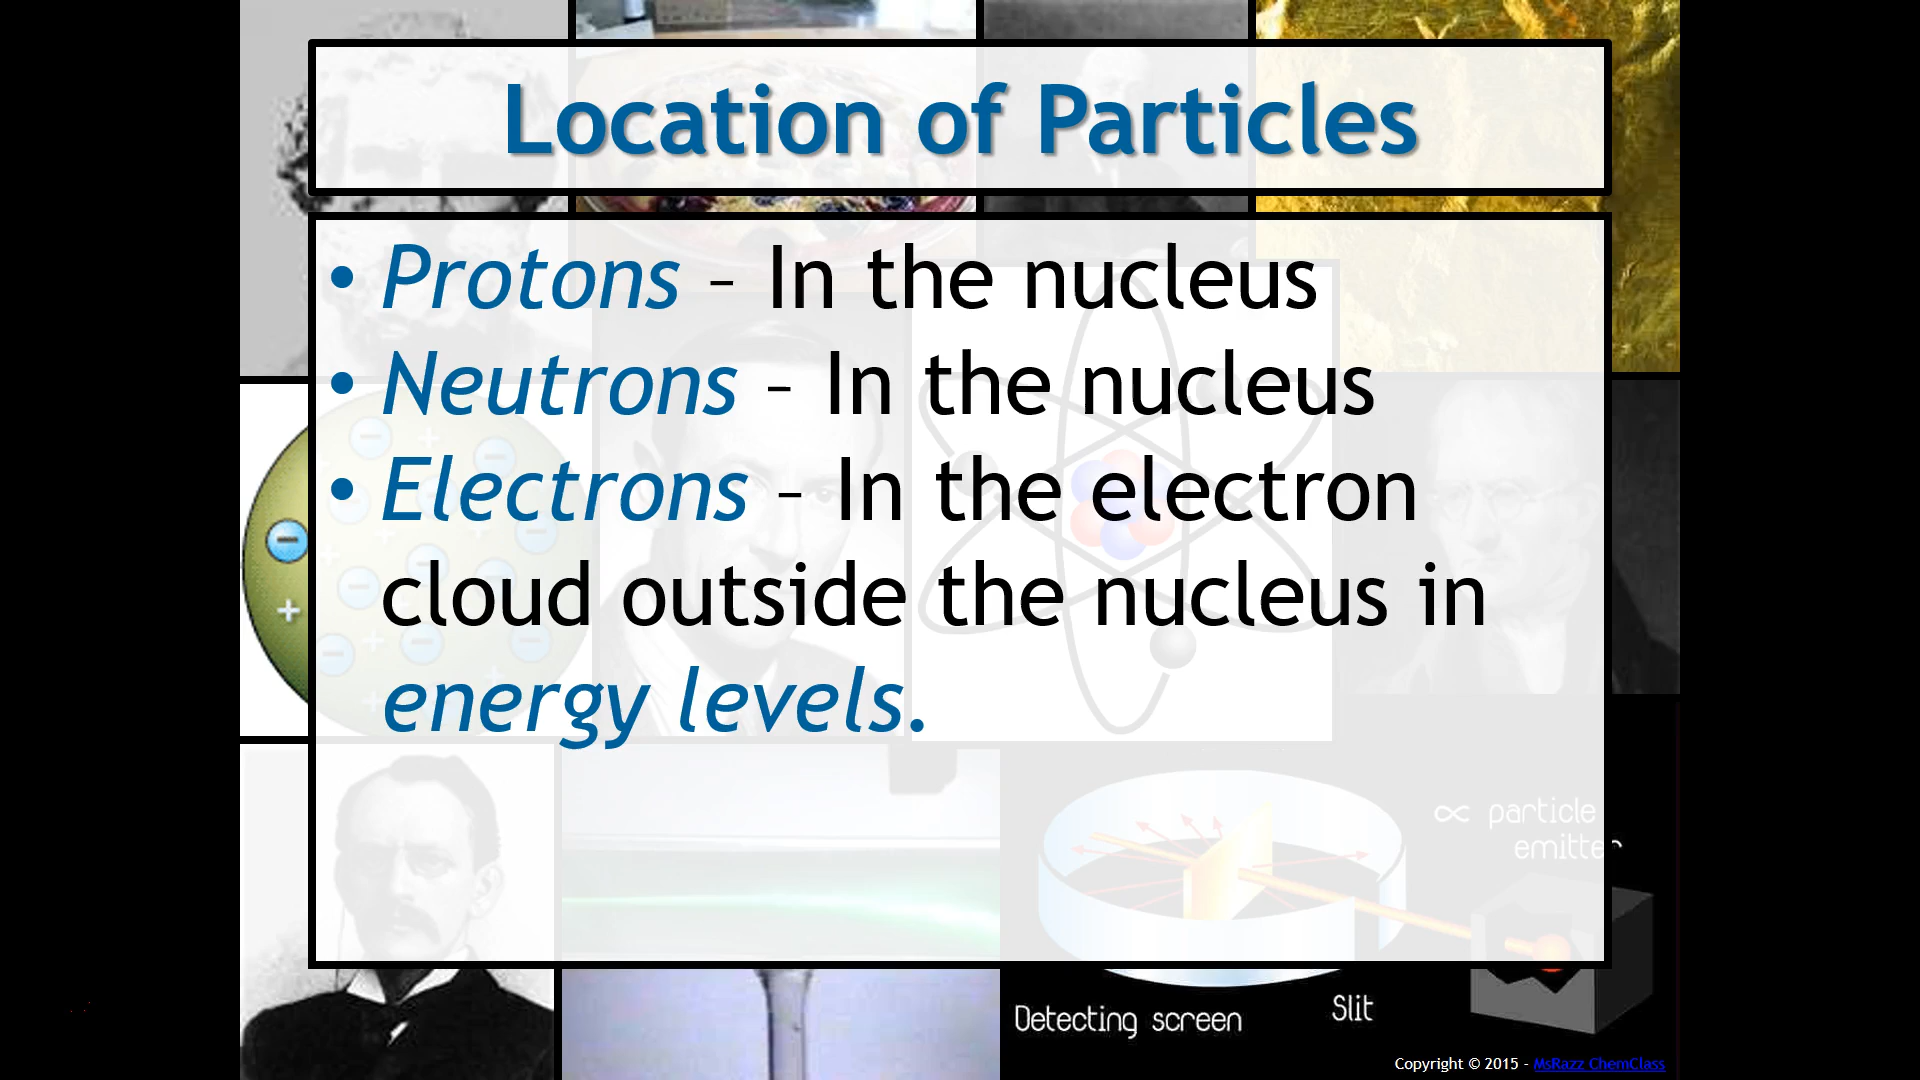 Location of Particles
• Protons – In the nucleus
• Neutrons – In the nucleus
• Electrons – In the electron
cloud outside the nucleus in
energy levels.
∝ particle
emitter
Detecting screen
Slit
Copyright © 2015 - MsRazz ChemClass